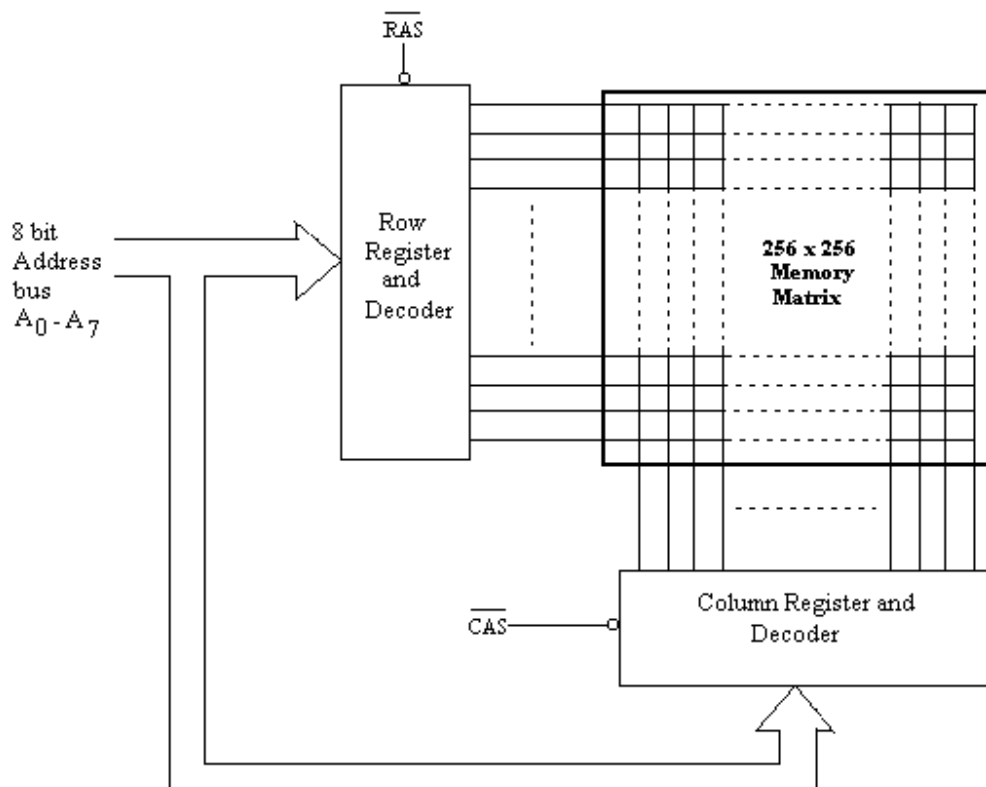 RAS
Row
Register
and
Decoder
8 bit
Address
bus
A0 - A7
256 x 256
Memory
Matrix
CAS
Column Register and
Decoder